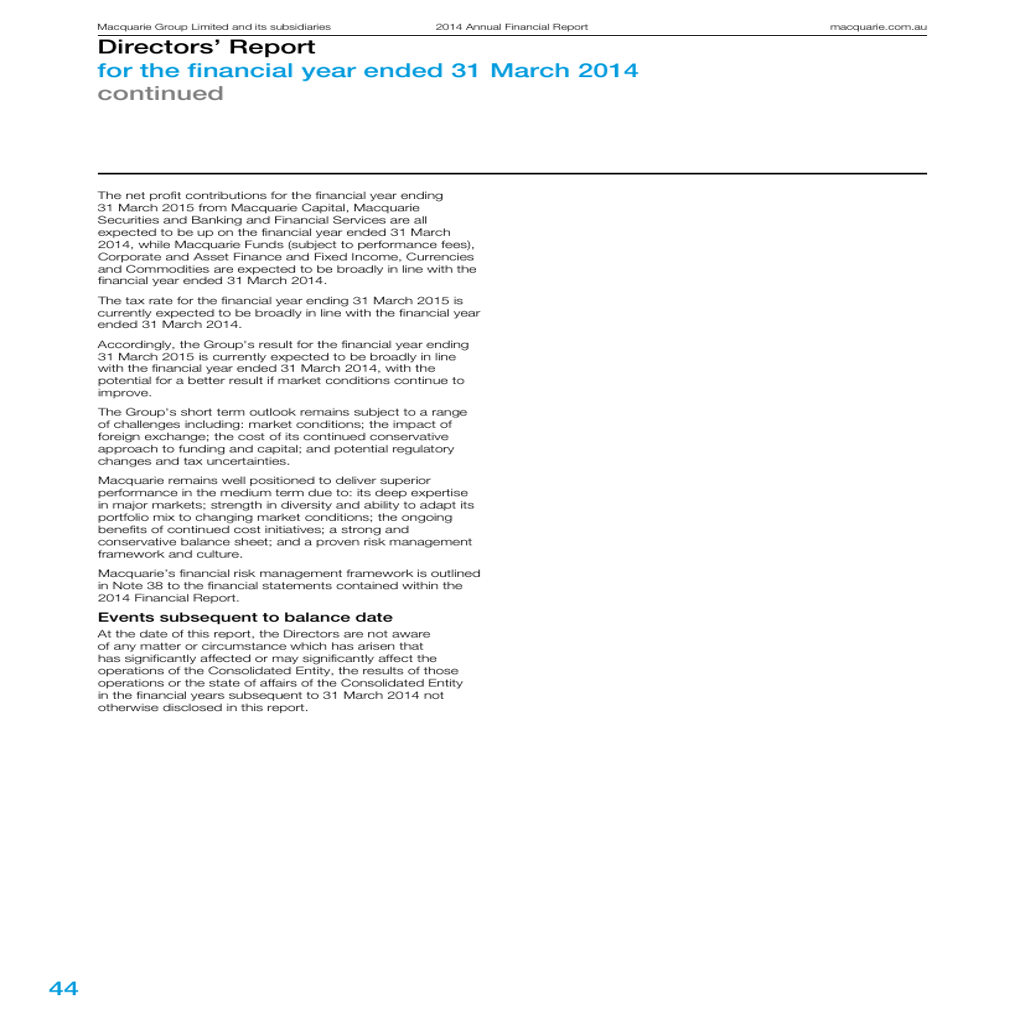 Macquarie Group Limited and its subsidiaries 2014 Annual Financial Report macquarie.com.au
Directors’ Report
for the financial year ended 31 March 2014
continued
The net profit contributions for the financial year ending
31 March 2015 from Macquarie Capital, Macquarie
Securities and Banking and Financial Services are all
expected to be up on the financial year ended 31 March
2014, while Macquarie Funds (subject to performance fees),
Corporate and Asset Finance and Fixed Income, Currencies
and Commodities are expected to be broadly in line with the
financial year ended 31 March 2014.
The tax rate for the financial year ending 31 March 2015 is
currently expected to be broadly in line with the financial year
ended 31 March 2014.
Accordingly, the Group's result for the financial year ending
31 March 2015 is currently expected to be broadly in line
with the financial year ended 31 March 2014, with the
potential for a better result if market conditions continue to
improve.
The Group's short term outlook remains subject to a range
of challenges including: market conditions; the impact of
foreign exchange; the cost of its continued conservative
approach to funding and capital; and potential regulatory
changes and tax uncertainties.
Macquarie remains well positioned to deliver superior
performance in the medium term due to: its deep expertise
in major markets; strength in diversity and ability to adapt its
portfolio mix to changing market conditions; the ongoing
benefits of continued cost initiatives; a strong and
conservative balance sheet; and a proven risk management
framework and culture.
Macquarie’s financial risk management framework is outlined
in Note 38 to the financial statements contained within the
2014 Financial Report.
Events subsequent to balance date
At the date of this report, the Directors are not aware
of any matter or circumstance which has arisen that
has significantly affected or may significantly affect the
operations of the Consolidated Entity, the results of those
operations or the state of affairs of the Consolidated Entity
in the financial years subsequent to 31 March 2014 not
otherwise disclosed in this report.
44